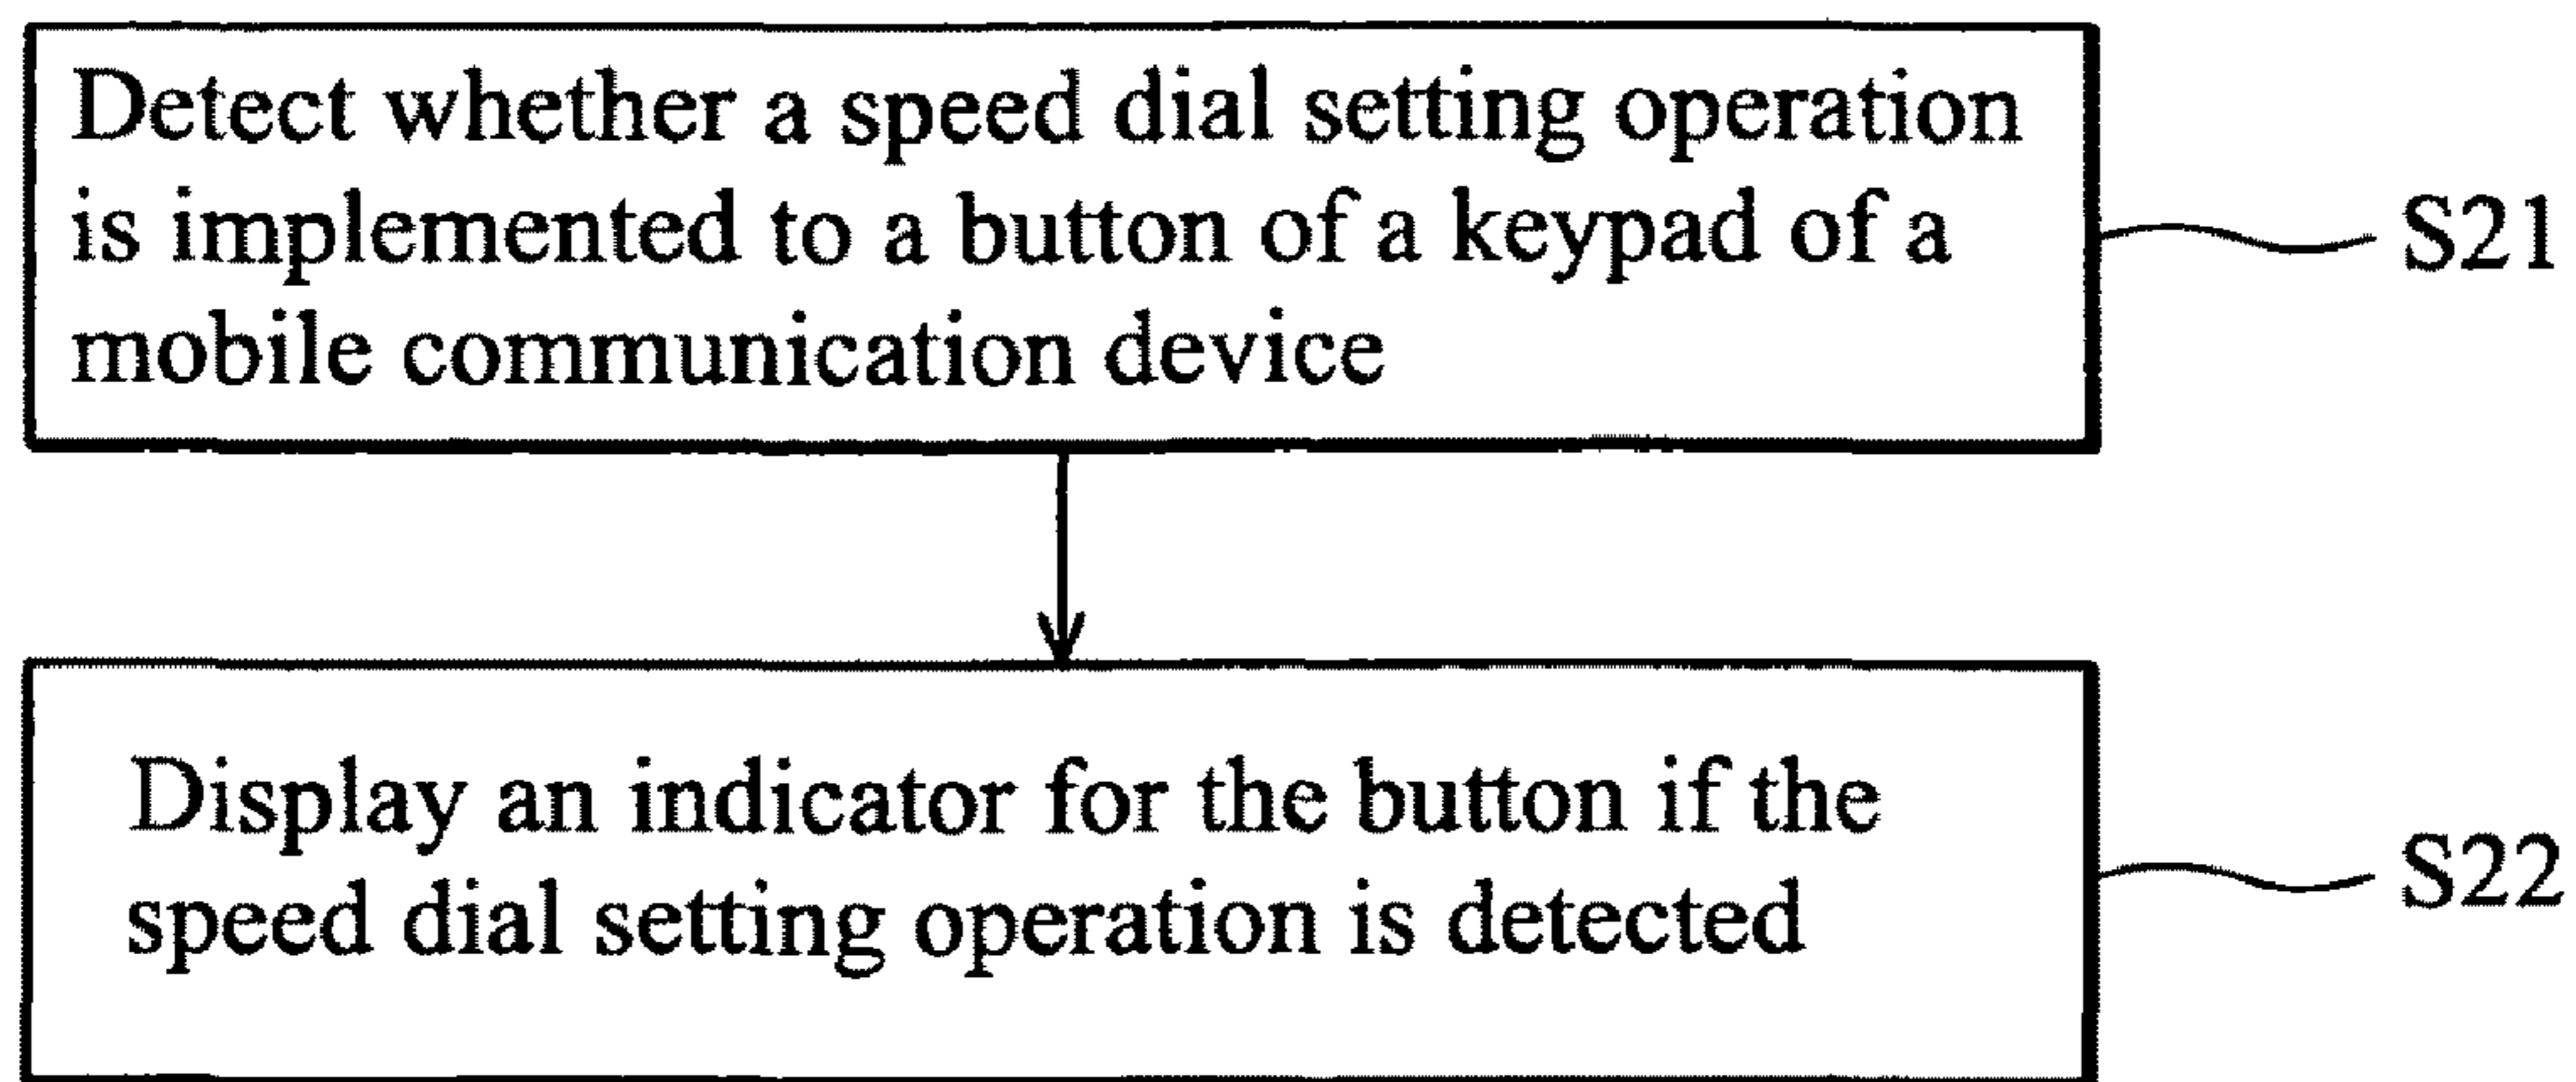 Detect whether a speed dial setting operation
is implemented to a button of a keypad of a
mobile communication device
S21
Display an indicator for the button if the
speed dial setting operation is detected
S22